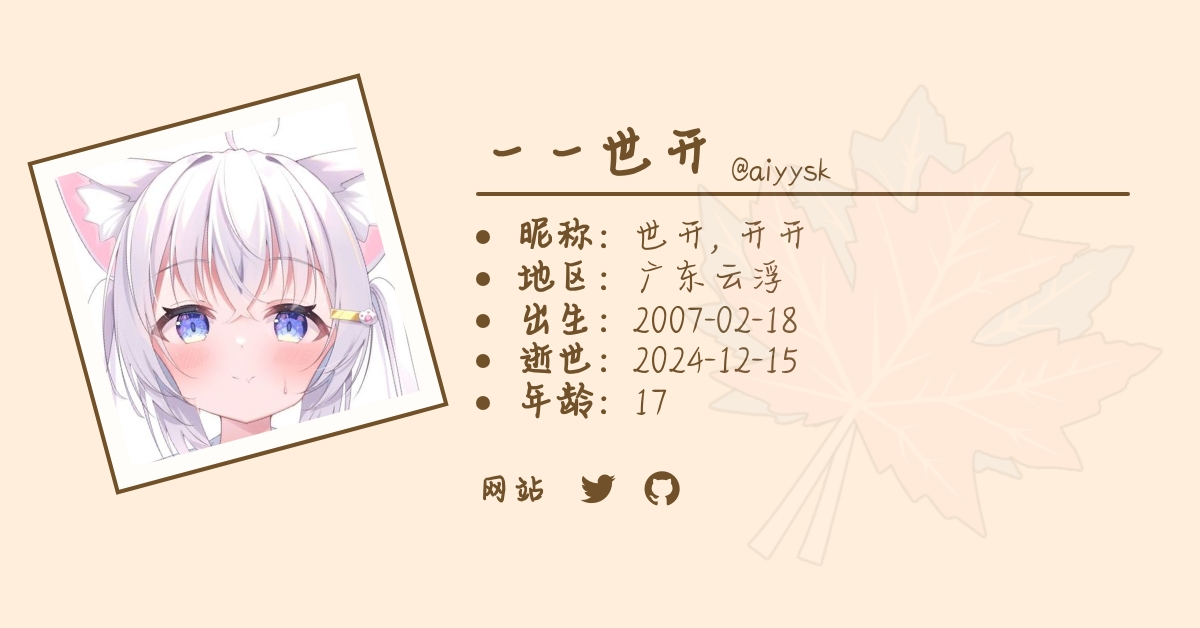 一一世开 @aiyysk
昵称：世开, 开开
地区：广东云浮
出生：2007-02-18
逝世：2024-12-15
年龄：17
网站